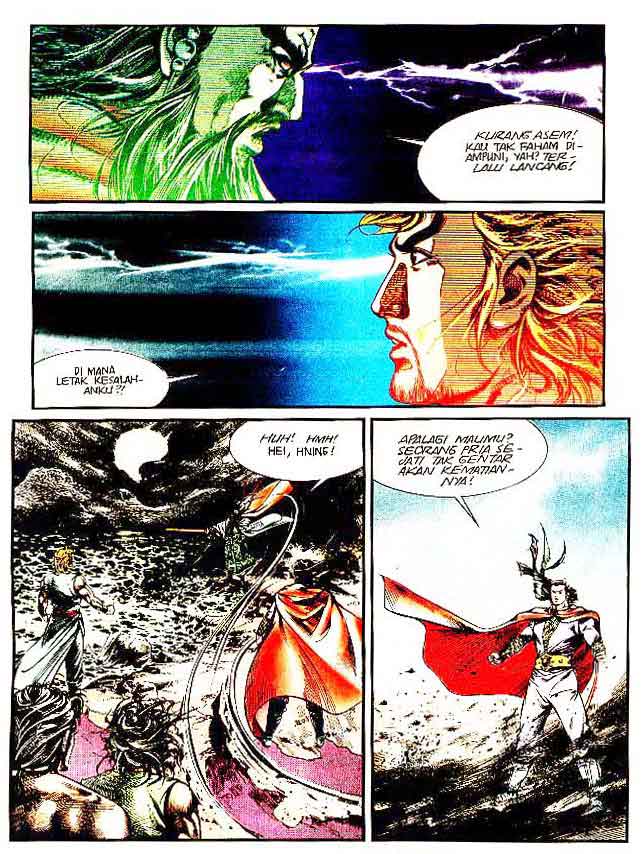 KURANG ASEM!
KAU TAK FAHAM DI-
AMPUNI, YAH? TER-
LALU LANCANG!
DI MANA
LETAK KESALAH-
ANKU?!
HUH! HMH!
HEI, HNING!
APALAGI MAUMU?
SEORANG PRIA SE-
JATI TAK GENTAR
AKAN KEMATIAN-
NYA!